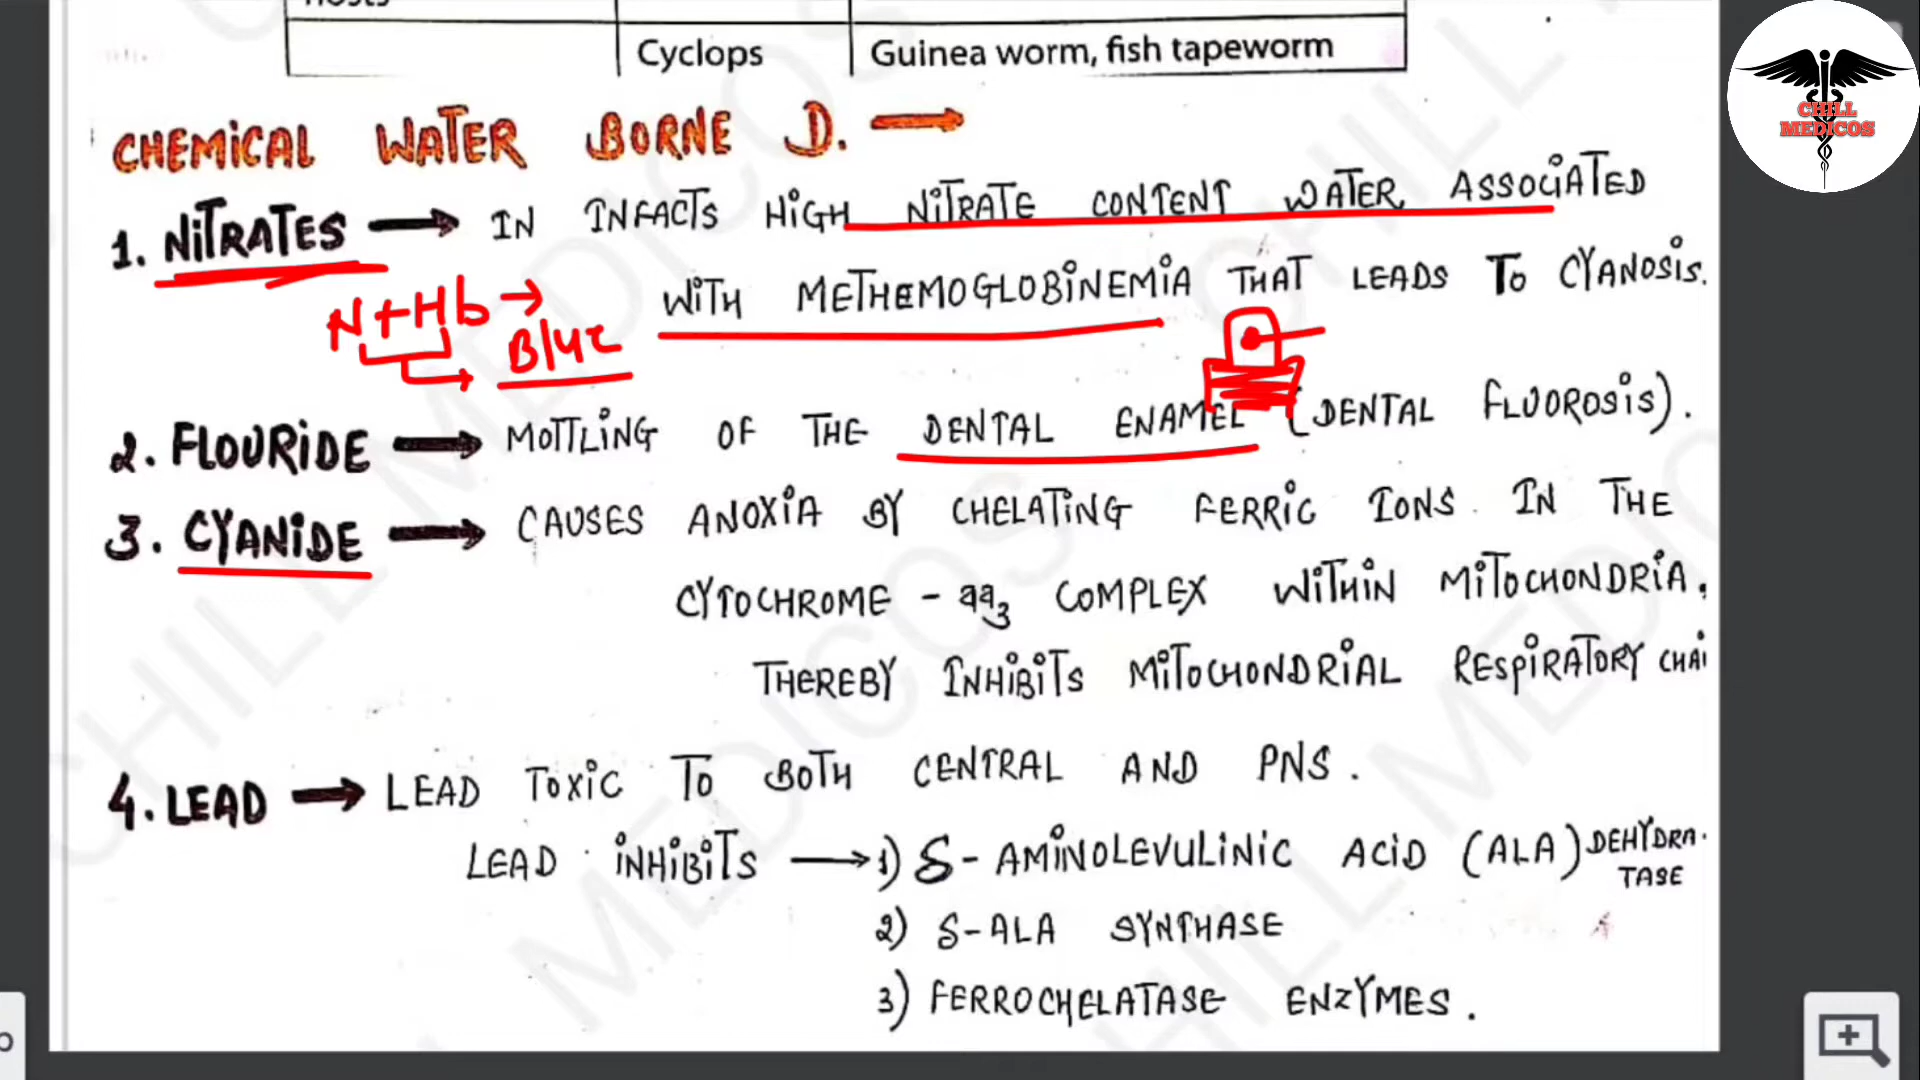 Cyclops Guinea worm, fish tapeworm
CHEMICAL WATER BORNE D. →
CHILL
MEDICOS
1. NITRATES → IN INFACTS HIGH NITRATE CONTENT WATER ASSOCIATED
WITH METHEMOGLOBINEMIA THAT LEADS TO CYANOSIS.
N+Hb →
Blue
2. FLOURIDE → MOTTLING OF THE DENTAL ENAMEL (DENTAL FLUOROSIS).
3. CYANIDE → CAUSES ANOXIA BY CHELATING FERRIC IONS IN THE
CYTOCHROME - aa3 COMPLEX WITHIN MITOCHONDRIA,
THEREBY INHIBITS MITOCHONDRIAL RESPIRATORY CHAI
4. LEAD → LEAD TOXIC TO BOTH CENTRAL AND PNS.
LEAD INHIBITS → 1) δ- AMINOLEVULINIC ACID (ALA) DEHYDRA-
TASE
2) δ-ALA SYNTHASE
3) FERROCHELATASE ENZYMES.